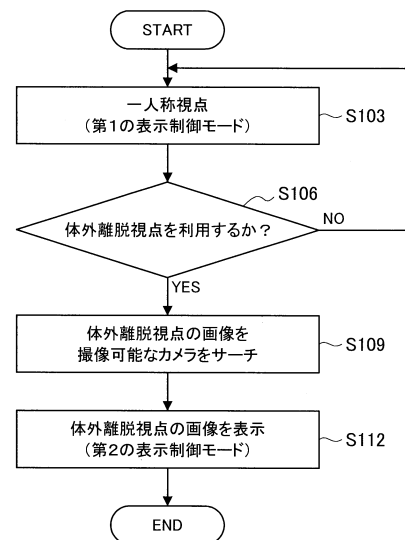 START
一人称視点
(第1の表示制御モード)
S103
S106
体外離脱視点を利用するか?
NO
YES
体外離脱視点の画像を
撮像可能なカメラをサーチ
S109
体外離脱視点の画像を表示
(第2の表示制御モード)
S112
END